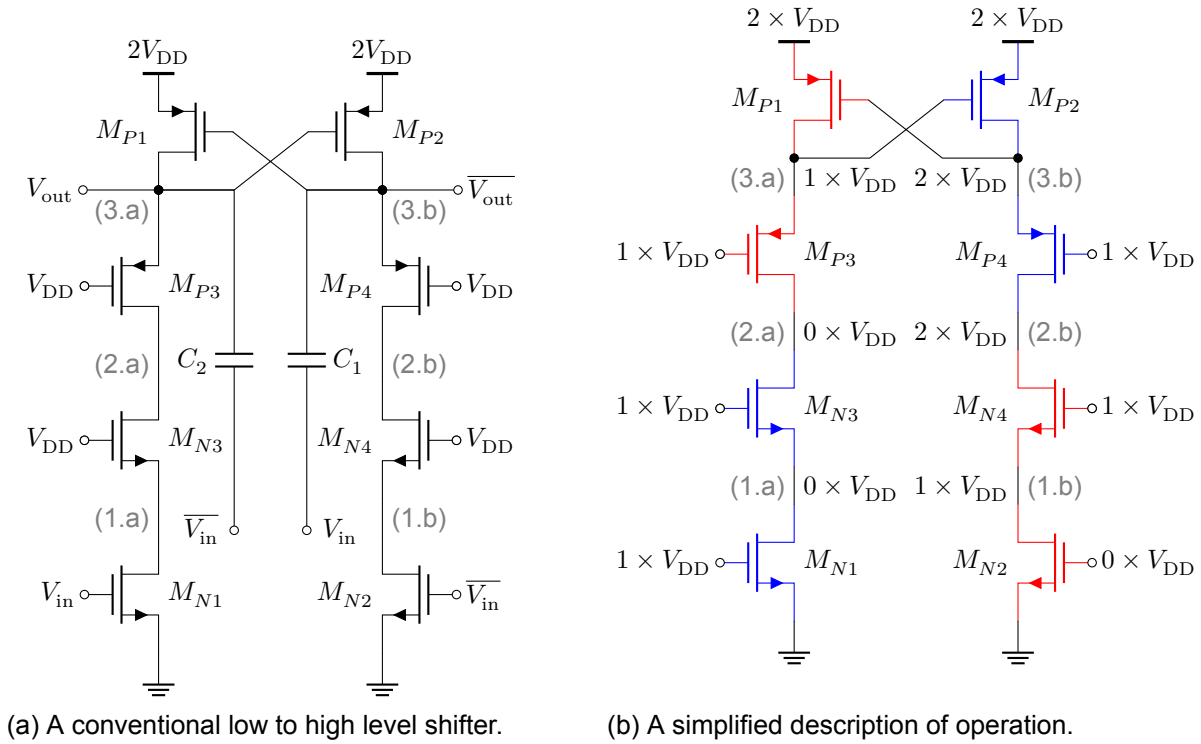 2V_DD 2V_DD
M_P1 M_P2
V_out \overline{V_out}
(3.a) (3.b)
V_DD M_P3 M_P4 V_DD
(2.a) C_2 C_1 (2.b)
V_DD M_N3 M_N4 V_DD
(1.a) \overline{V_in} V_in (1.b)
V_in M_N1 M_N2 \overline{V_in}
(a) A conventional low to high level shifter.
2 × V_DD 2 × V_DD
M_P1 M_P2
(3.a) 1 × V_DD 2 × V_DD (3.b)
1 × V_DD M_P3 M_P4 1 × V_DD
(2.a) 0 × V_DD 2 × V_DD (2.b)
1 × V_DD M_N3 M_N4 1 × V_DD
(1.a) 0 × V_DD 1 × V_DD (1.b)
1 × V_DD M_N1 M_N2 0 × V_DD
(b) A simplified description of operation.